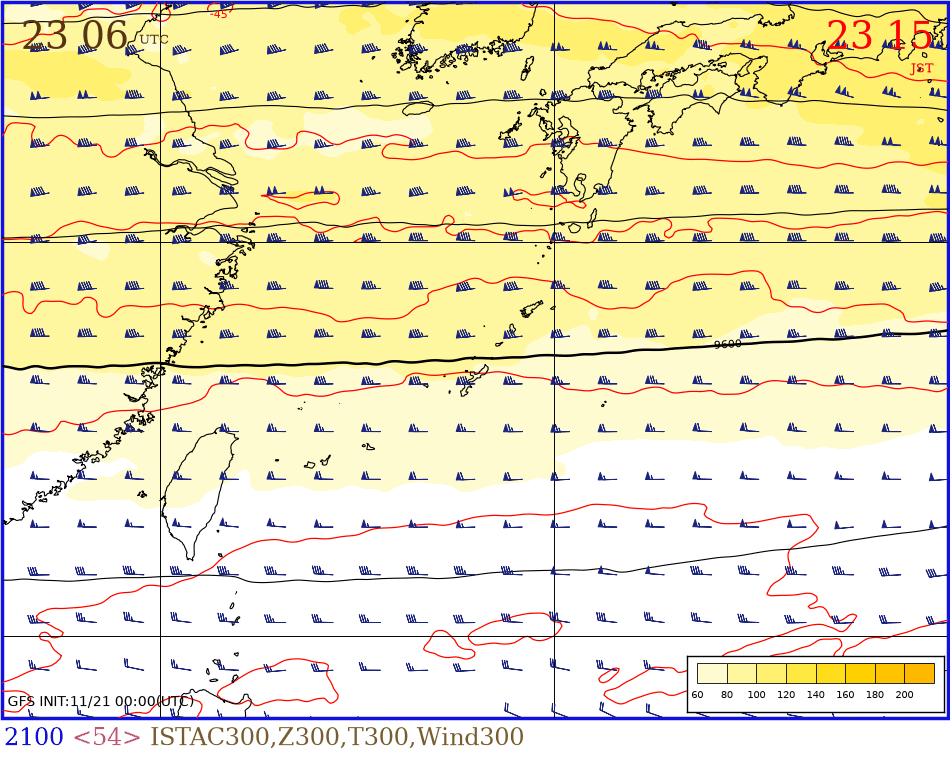 -45
23 06 UTC
23 15
JST
9600
60 80 100 120 140 160 180 200
GFS INIT:11/21 00:00(UTC)
2100 <54> ISTAC300,Z300,T300,Wind300